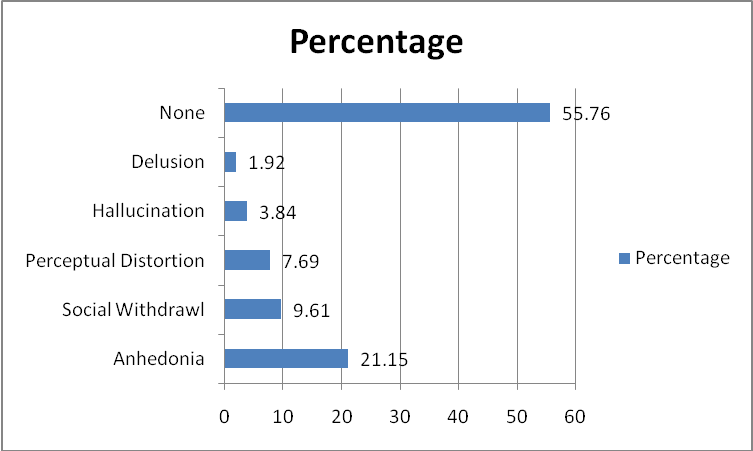 Percentage
None
55.76
Delusion
1.92
Hallucination
3.84
Perceptual Distortion
7.69
Social Withdrawl
9.61
Anhedonia
21.15
0 10 20 30 40 50 60
Percentage